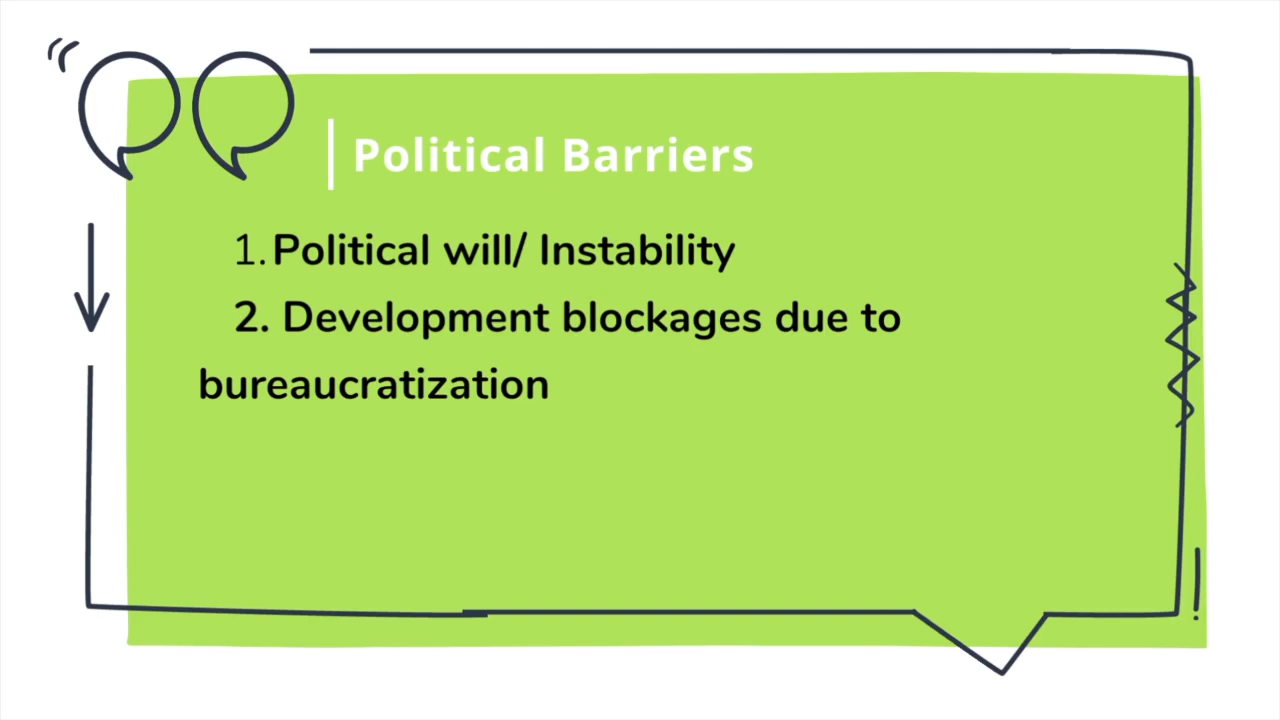 Political Barriers
1. Political will/ Instability
2. Development blockages due to
bureaucratization